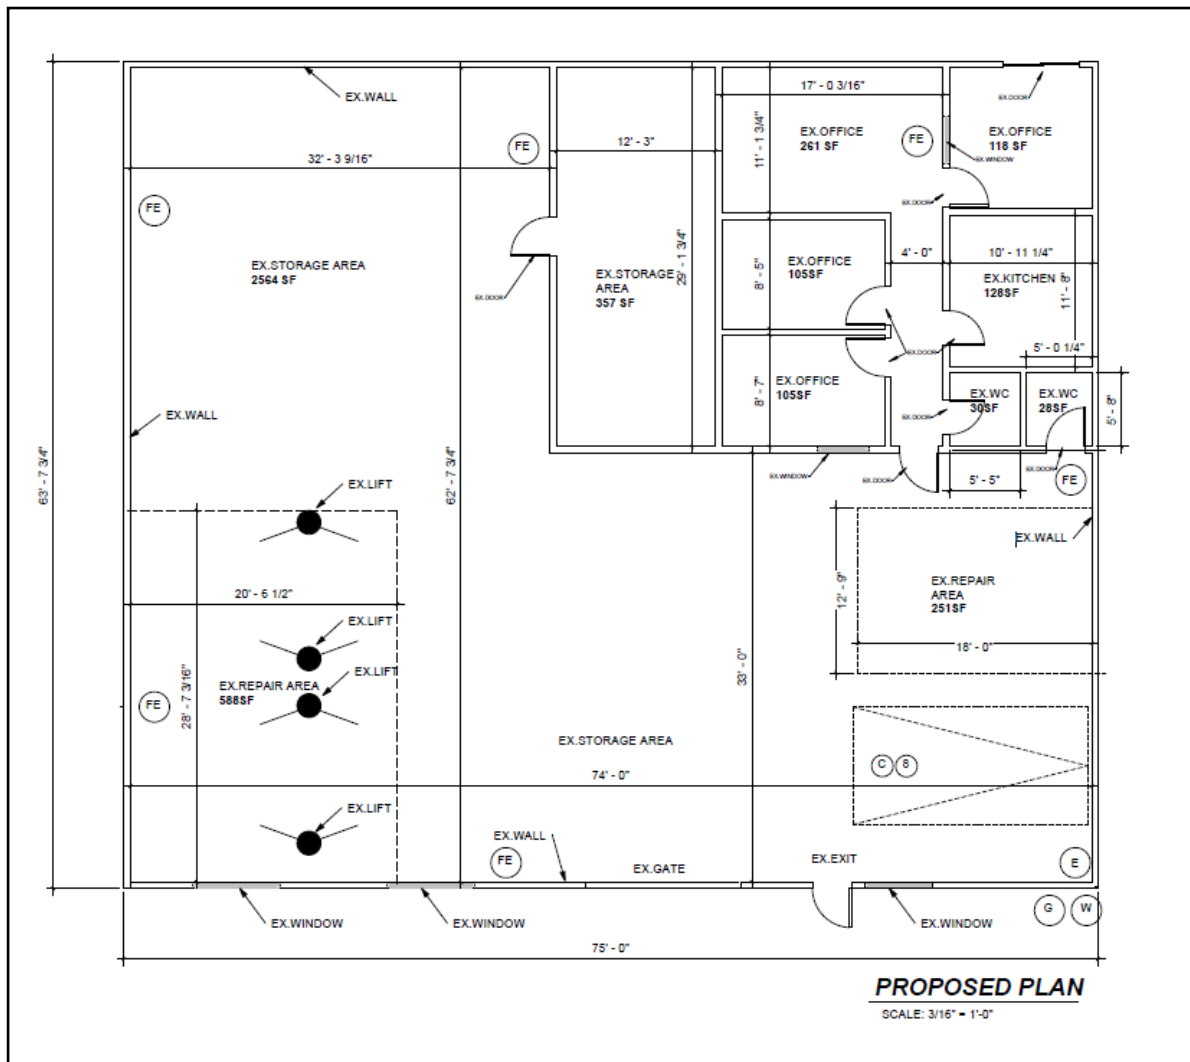 EX.WALL
17' - 0 3/16"
EX.DOOR
32' - 3 9/16"
FE
12' - 3"
11' - 1 3/4"
EX.OFFICE
261 SF
FE
EX.OFFICE
118 SF
EX.WINDOW
FE
EX.DOOR
EX.STORAGE AREA
2564 SF
EX.STORAGE
AREA
357 SF
29' - 1 3/4"
8' - 5"
EX.OFFICE
105SF
4' - 0"
10' - 11 1/4"
EX.KITCHEN
128SF
11' - 8"
EX.DOOR
EX.DOOR
5' - 0 1/4"
8' - 7"
EX.OFFICE
105SF
EX.WC
30SF
EX.WC
28SF
5' - 8"
EX.WALL
EX.DOOR
63' - 7 3/4"
62' - 7 3/4"
EX.LIFT
EX.WINDOW
EX.DOOR
EX.DOOR
5' - 5"
FE
EX.WALL
20' - 6 1/2"
12' - 9"
EX.REPAIR
AREA
251SF
EX.LIFT
18' - 0"
EX.LIFT
28' - 7 3/16"
FE
EX.REPAIR AREA
588SF
33' - 0"
EX.STORAGE AREA
C
8
74' - 0"
EX.LIFT
EX.WALL
FE
EX.GATE
EX.EXIT
E
EX.WINDOW
EX.WINDOW
EX.WINDOW
G
W
75' - 0"
PROPOSED PLAN
SCALE: 3/16" = 1'-0"